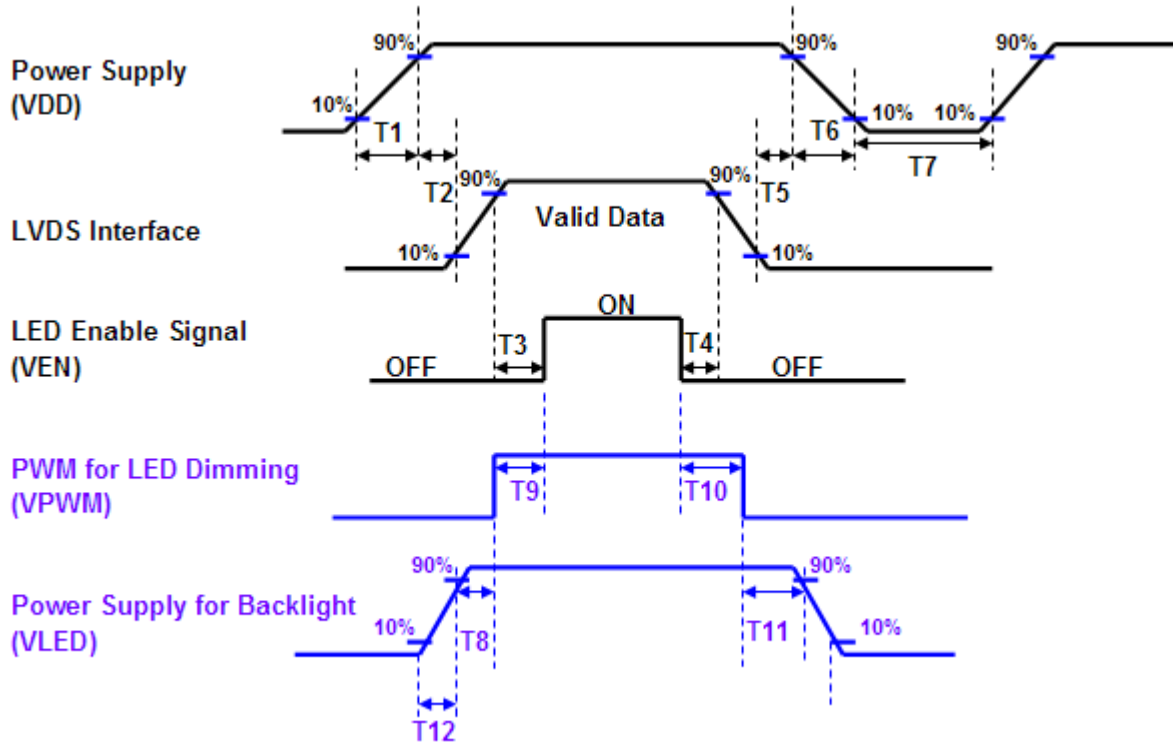 Power Supply
(VDD)
90%
90%
90%
10%
10%
10%
T1
T6
T7
T2
T5
LVDS Interface
90%
90%
Valid Data
10%
10%
LED Enable Signal
(VEN)
ON
OFF
T3
T4
OFF
PWM for LED Dimming
(VPWM)
T9
T10
Power Supply for Backlight
(VLED)
90%
90%
10%
10%
T8
T11
T12